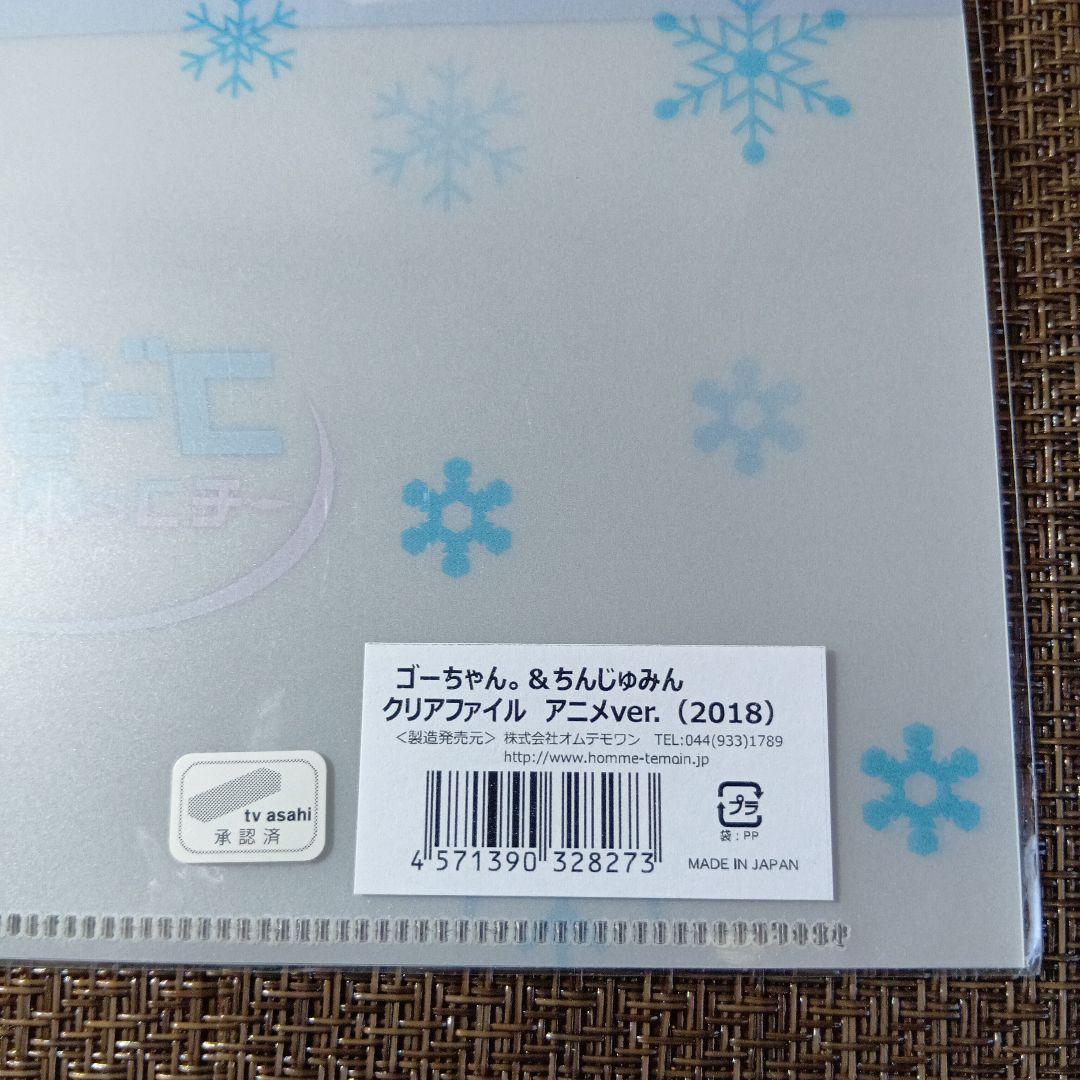 ゴーちゃん。&ちんじゅみん
クリアファイル アニメver.（2018）
＜製造発売元＞ 株式会社オムテモワン TEL:044(933)1789
http://www.homme-temoin.jp
プラ
袋：PP
4 571390 328273
MADE IN JAPAN
tv asahi
承認済